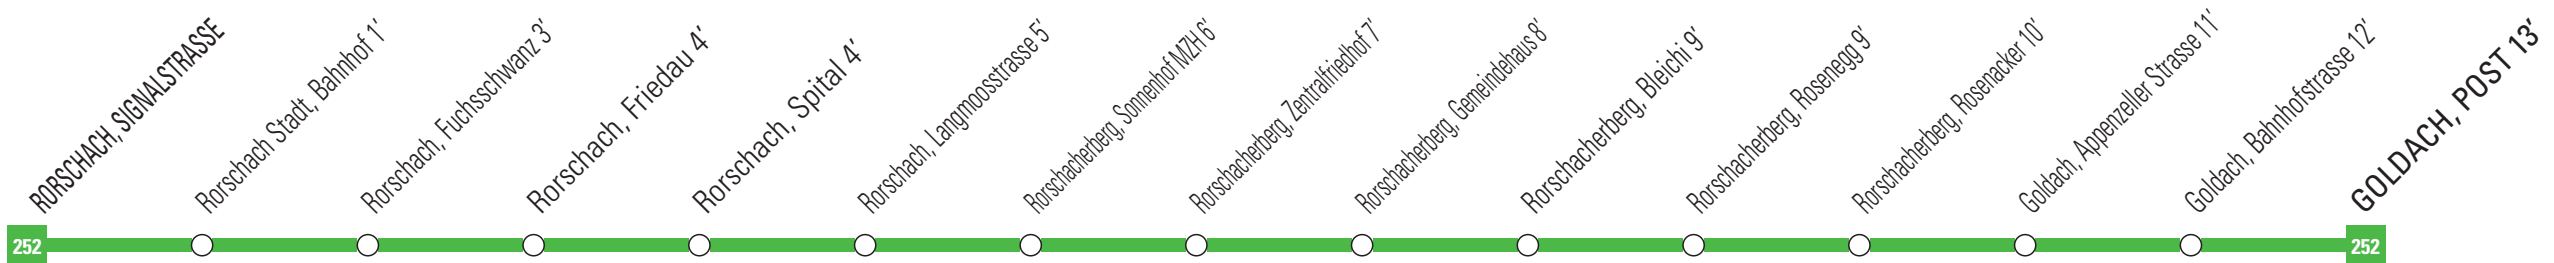 RORSCHACH, SIGNALSTRASSE
Rorschach Stadt, Bahnhof 1′
Rorschach, Fuchsschwanz 3′
Rorschach, Friedau 4′
Rorschach, Spital 4′
Rorschach, Langmoosstrasse 5′
Rorschacherberg, Sonnenhof MZH 6′
Rorschacherberg, Zentralfriedhof 7′
Rorschacherberg, Gemeindehaus 8′
Rorschacherberg, Bleichi 9′
Rorschacherberg, Rosenegg 9′
Rorschacherberg, Rosenacker 10′
Goldach, Appenzeller Strasse 11′
Goldach, Bahnhofstrasse 12′
GOLDACH, POST 13′
252
252